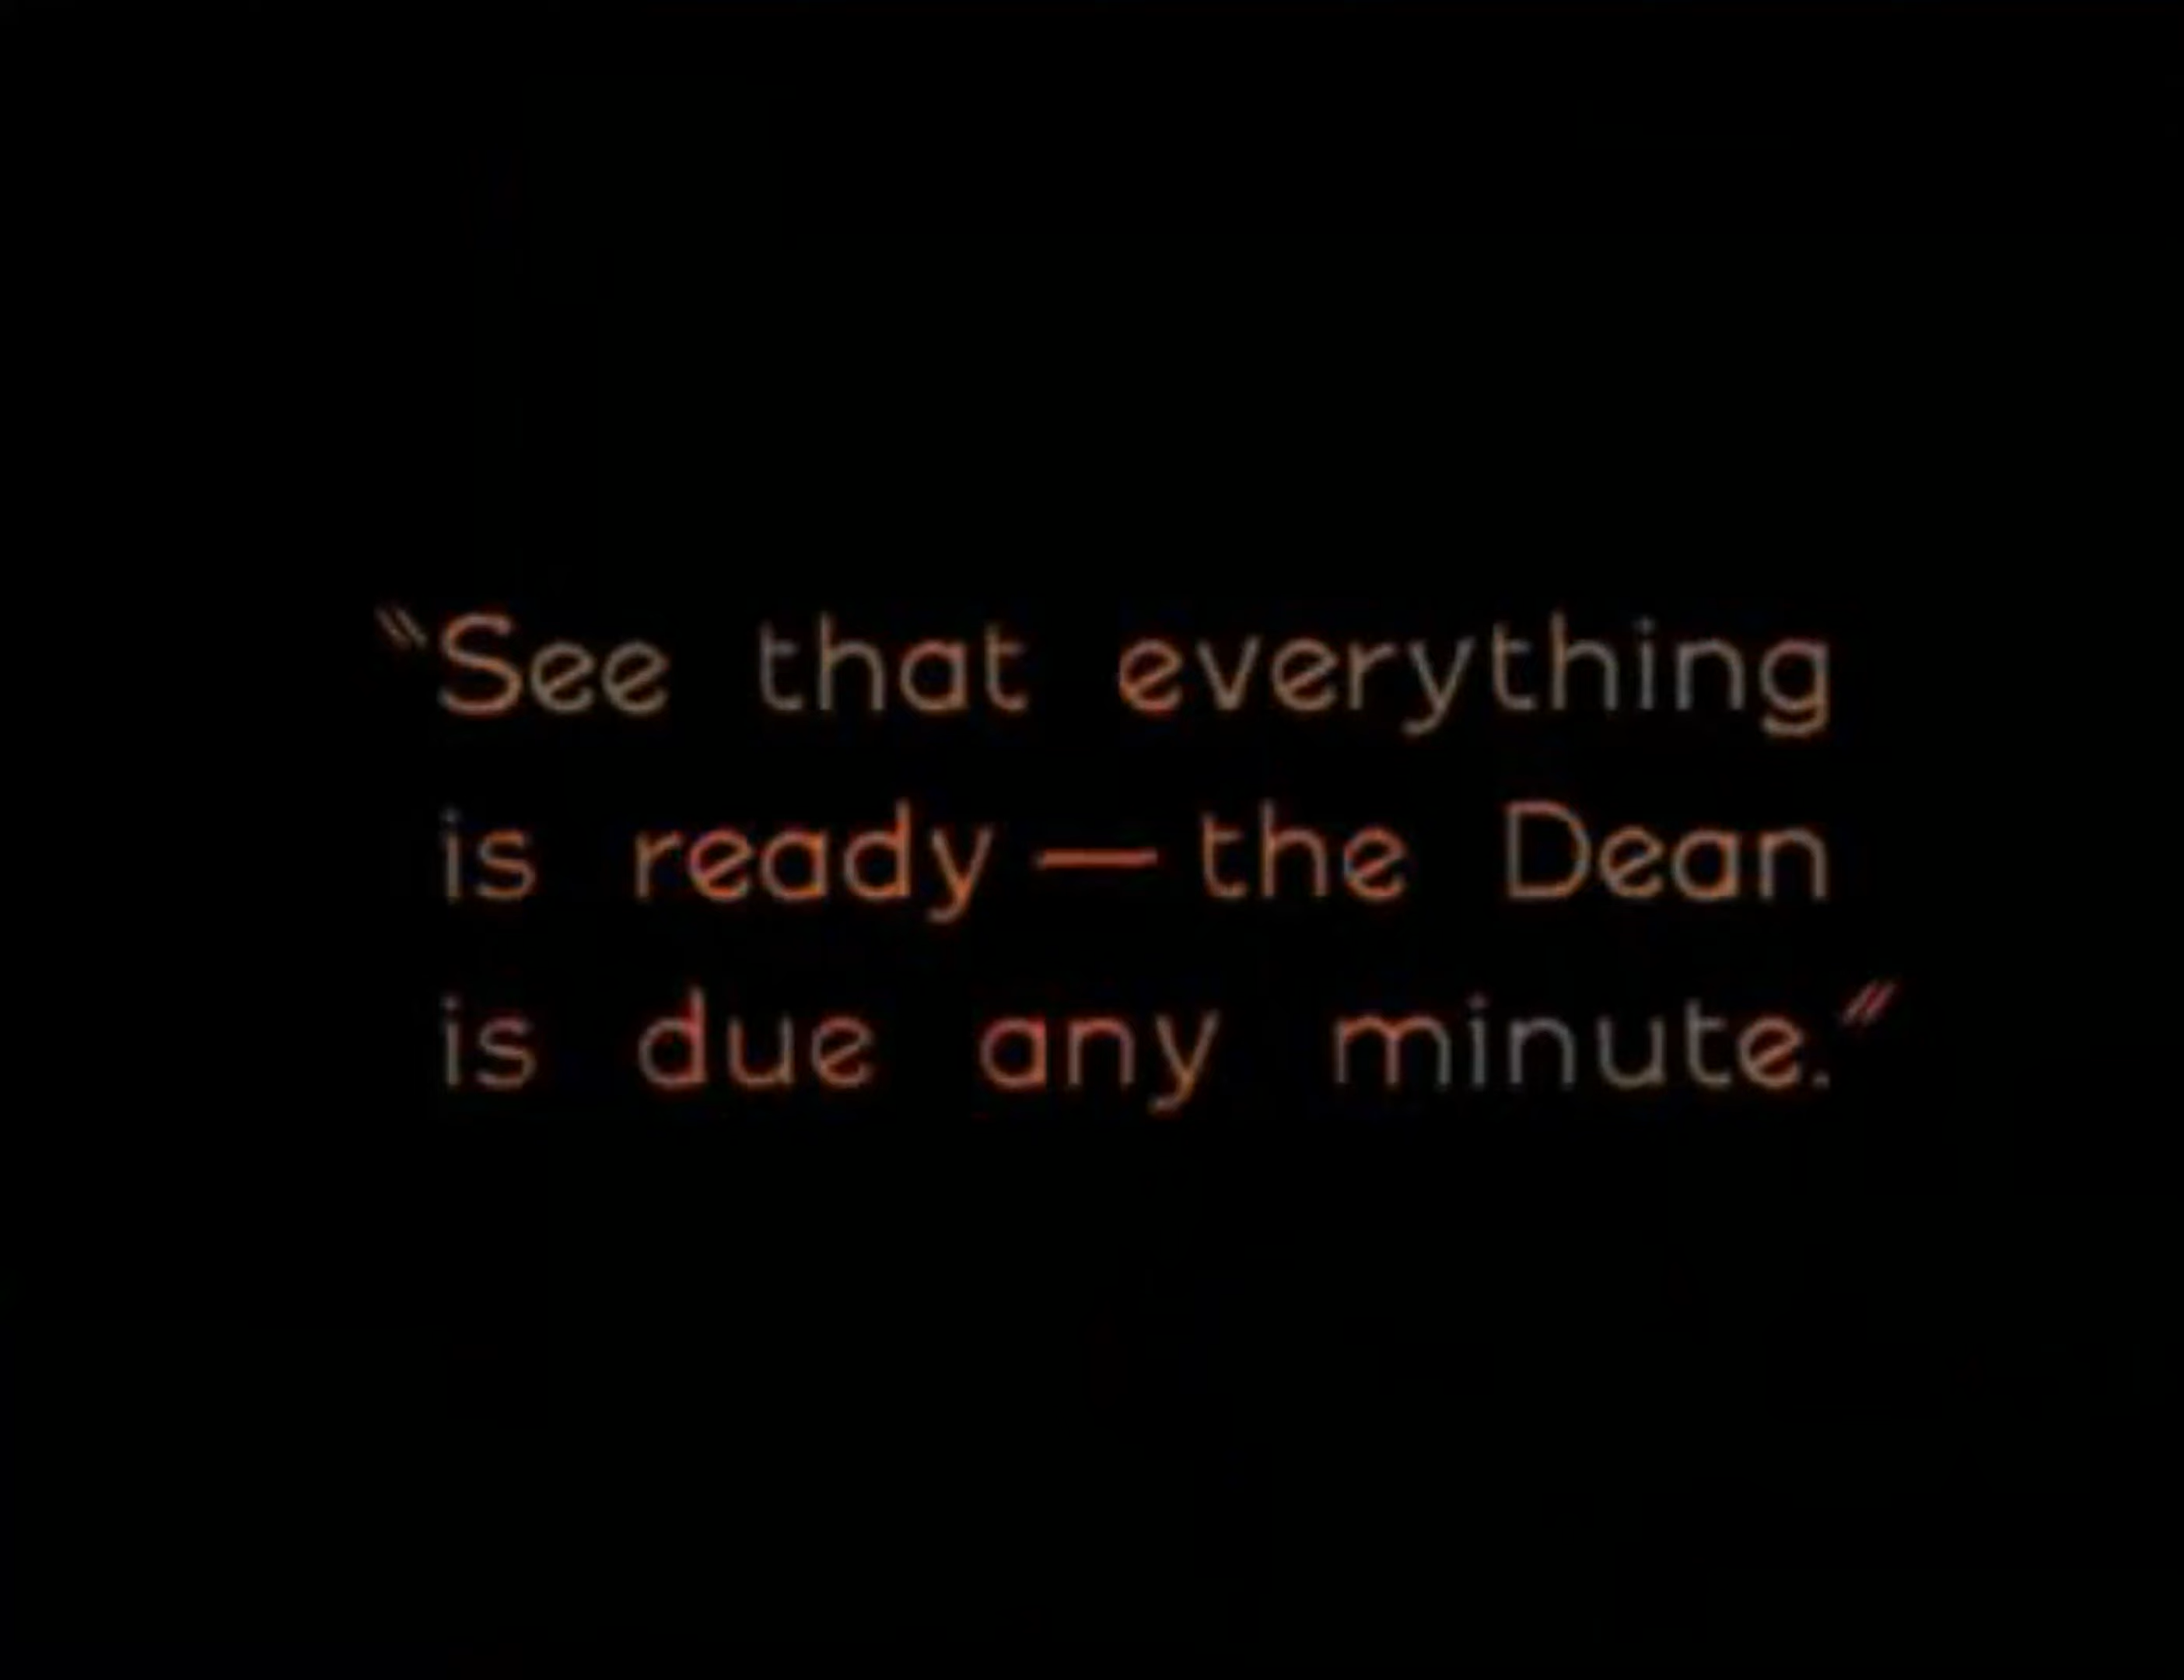 "See that everything
is ready — the Dean
is due any minute."